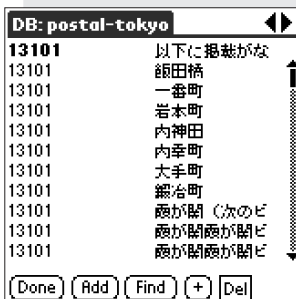 DB: postal-tokyo
13101 以下に掲載がな
13101 飯田橋
13101 一番町
13101 岩本町
13101 内神田
13101 内幸町
13101 大手町
13101 鍛冶町
13101 霞が関（次のビ
13101 霞が関霞が関ビ
13101 霞が関霞が関ビ
Done Add Find + Del